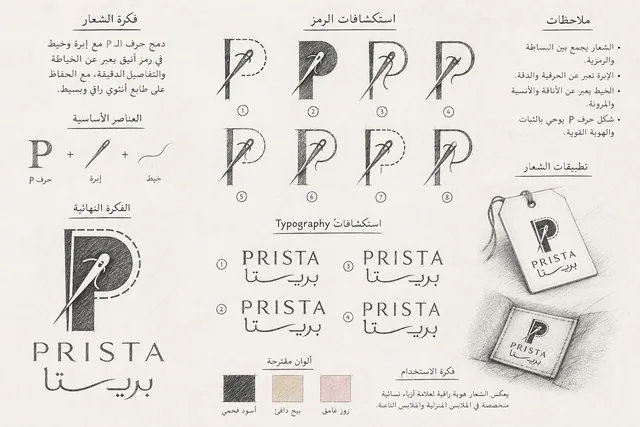 فكرة الشعار
دمج حرف الـ P مع إبرة وخيط
في رمز أنيق يعبر عن الخياطة
والتفاصيل الدقيقة، مع الحفاظ
على طابع أنثوي راقي وبسيط.
العناصر الأساسية
P + +
حرف P
إبرة
خيط
الفكرة النهائية
P
PRISTA
بريستا
استكشافات الرمز
1
2
3
4
5
6
7
8
استكشافات Typography
1 PRISTA
بريستا
3 PRISTA
بريستا
2 PRISTA
بريستا
4 PRISTA
بريستا
ألوان مقترحة
أسود فحمي
بيج دافئ
روز غامق
ملاحظات
• الشعار يجمع بين البساطة
والرمزية.
• الإبرة تعبر عن الحرفية والدقة.
• الخيط يعبر عن الأناقة والأنسية
والمرونة.
• شكل حرف P يوحي بالثبات
والهوية القوية.
تطبيقات الشعار
PRISTA
بريستا
PRISTA
بريستا
فكرة الاستخدام
يعكس الشعار هوية راقية لعلامة أزياء نسائية
متخصصة في الملابس المنزلية والملابس الناعمة.